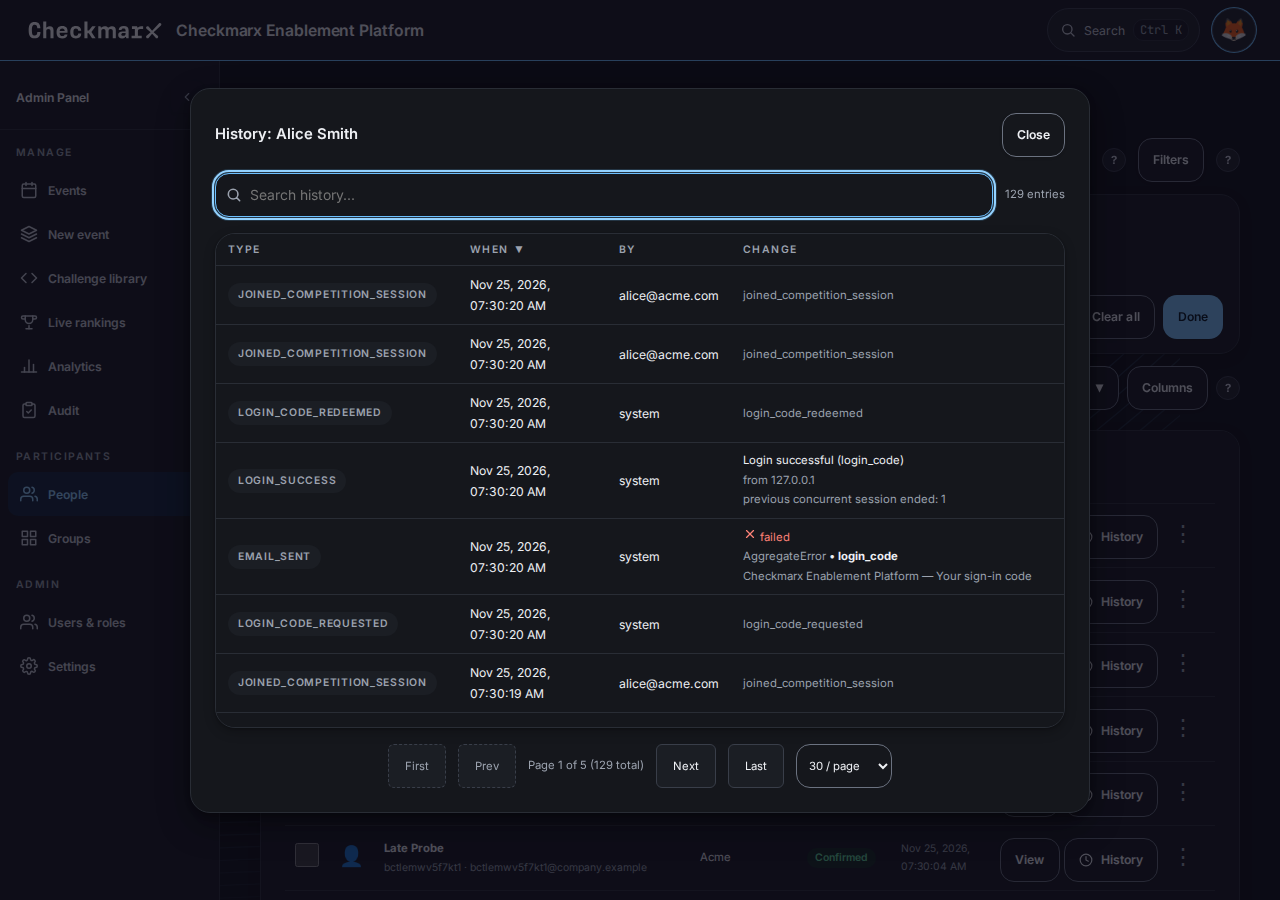 Checkmarx Checkmarx Enablement Platform Search Ctrl K
Admin Panel
MANAGE
Events
New event
Challenge library
Live rankings
Analytics
Audit
PARTICIPANTS
People
Groups
ADMIN
Users & roles
Settings
? Filters ?
Clear all Done
▼ Columns ?
History: Alice Smith Close
Search history... 129 entries
TYPE WHEN ▼ BY CHANGE
JOINED_COMPETITION_SESSION Nov 25, 2026, 07:30:20 AM alice@acme.com joined_competition_session
JOINED_COMPETITION_SESSION Nov 25, 2026, 07:30:20 AM alice@acme.com joined_competition_session
LOGIN_CODE_REDEEMED Nov 25, 2026, 07:30:20 AM system login_code_redeemed
LOGIN_SUCCESS Nov 25, 2026, 07:30:20 AM system Login successful (login_code)
from 127.0.0.1
previous concurrent session ended: 1
EMAIL_SENT Nov 25, 2026, 07:30:20 AM system ✕ failed
AggregateError • login_code
Checkmarx Enablement Platform — Your sign-in code
LOGIN_CODE_REQUESTED Nov 25, 2026, 07:30:20 AM system login_code_requested
JOINED_COMPETITION_SESSION Nov 25, 2026, 07:30:19 AM alice@acme.com joined_competition_session
First Prev Page 1 of 5 (129 total) Next Last 30 / page
History
History
History
History
History
Late Probe
bctlemwv5f7kt1 · bctlemwv5f7kt1@company.example Acme Confirmed Nov 25, 2026, 07:30:04 AM View History